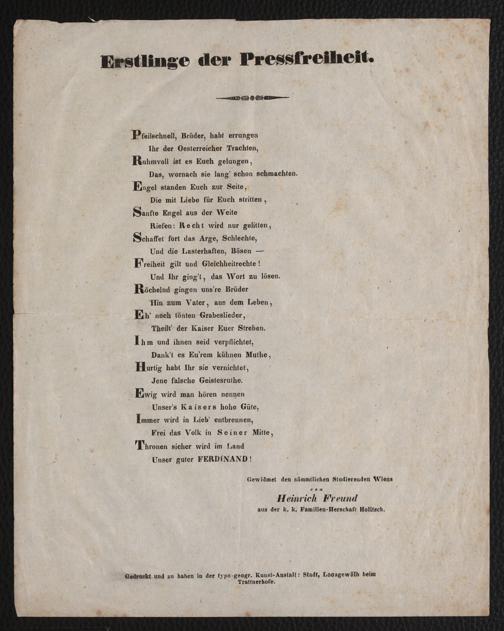 Erstlinge der Pressfreiheit.
Pfeilschnell, Brüder, habt errungen
Ihr der Oesterreicher Trachten,
Ruhmvoll ist es Euch gelungen,
Das, wornach sie lang' schon schmachten.
Engel standen Euch zur Seite,
Die mit Liebe für Euch stritten,
Sanfte Engel aus der Weite
Riefen: Recht wird nur gelitten,
Schaffet fort das Arge, Schlechte,
Und die Lasterhaften, Bösen —
Freiheit gilt und Gleichheitrechte!
Und Ihr ging't, das Wort zu lösen.
Röchelnd gingen uns're Brüder
Hin zum Vater, aus dem Leben,
Eh' noch tönten Grabeslieder,
Theilt' der Kaiser Euer Streben.
Ihm und ihnen seid verpflichtet,
Dank't es Eu'rem kühnen Muthe,
Hurtig habt Ihr sie vernichtet,
Jene falsche Geistesruthe.
Ewig wird man hören nennen
Unser's Kaisers hohe Güte,
Immer wird in Lieb' entbrennen,
Frei das Volk in Seiner Mitte,
Thronen sicher wird im Land
Unser guter FERDINAND!
Gewidmet den sämmtlichen Studierenden Wiens
von
Heinrich Freund
aus der k. k. Familien-Herschaft Hollitsch.
Gedruckt und zu haben in der typo-geogr. Kunst-Anstalt: Stadt, Logagewölb beim
Trattnerhofe.